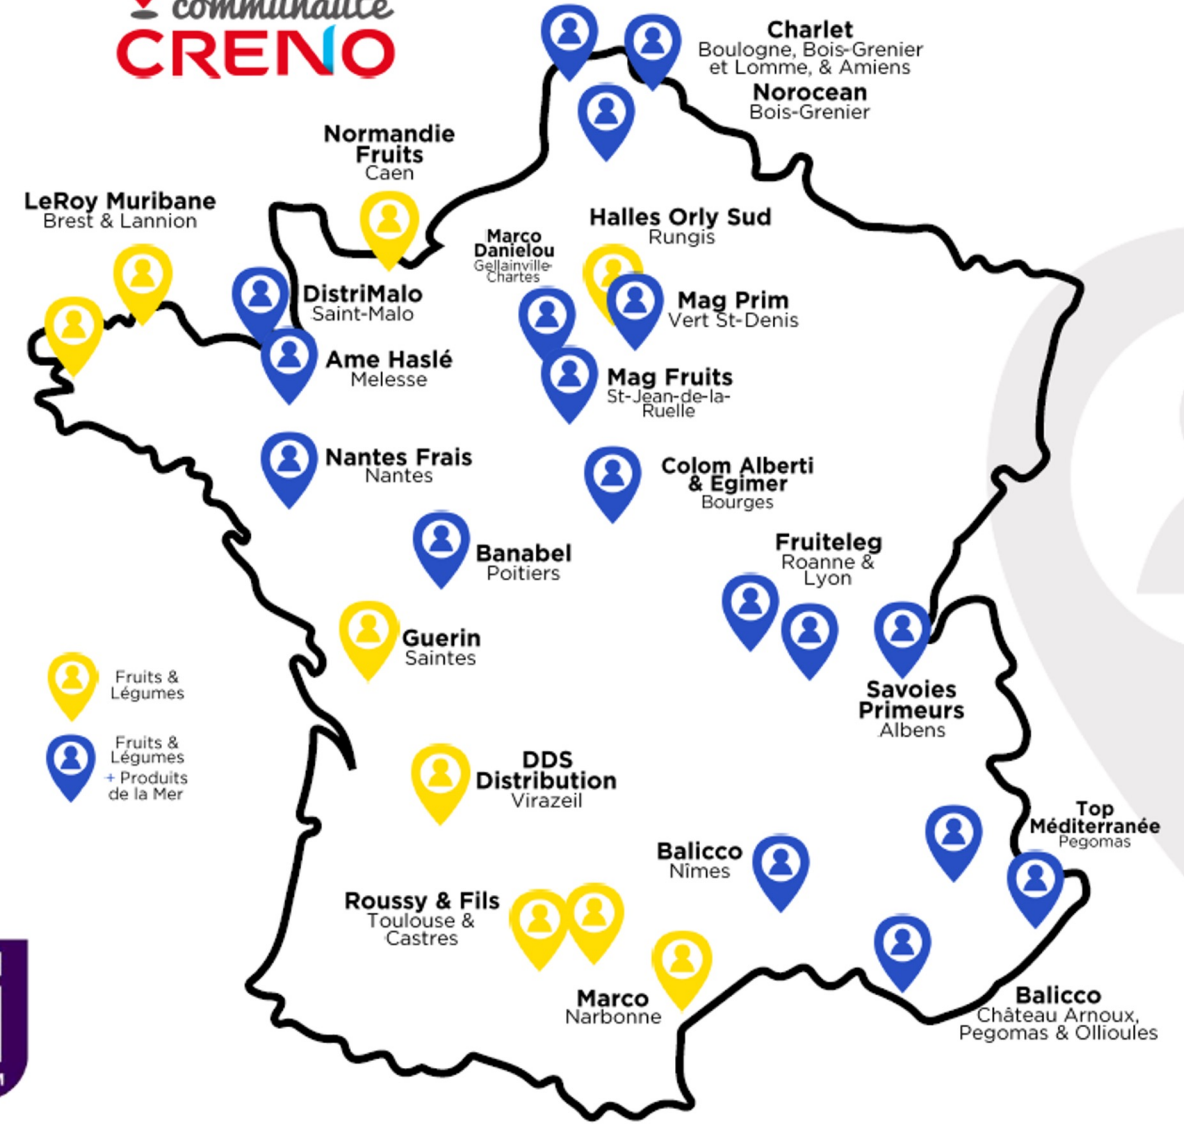 communauté
CRENO
Charlet
Boulogne, Bois-Grenier
et Lomme, & Amiens
Norocean
Bois-Grenier
Normandie
Fruits
Caen
LeRoy Muribane
Brest & Lannion
Marco
Danielou
Gellainville-
Chartes
Halles Orly Sud
Rungis
DistriMalo
Saint-Malo
Mag Prim
Vert St-Denis
Ame Haslé
Melesse
Mag Fruits
St-Jean-de-la-
Ruelle
Nantes Frais
Nantes
Colom Alberti
& Egimer
Bourges
Banabel
Poitiers
Fruiteleg
Roanne &
Lyon
Guerin
Saintes
Savoies
Primeurs
Albens
Fruits &
Légumes
Fruits &
Légumes
+ Produits
de la Mer
DDS
Distribution
Virazeil
Top
Méditerranée
Pegomas
Balicco
Nîmes
Roussy & Fils
Toulouse &
Castres
Marco
Narbonne
Balicco
Château Arnoux,
Pegomas & Ollioules